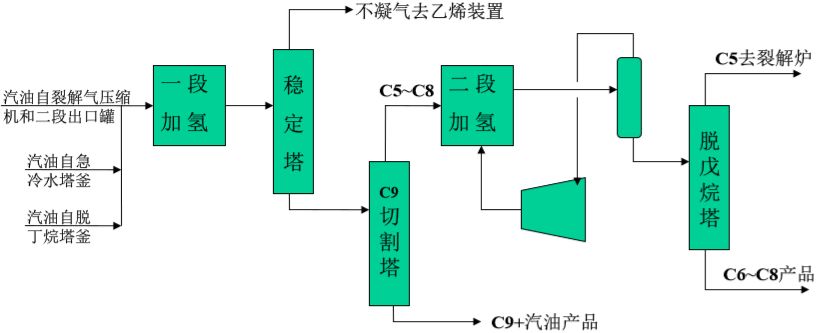 不凝气去乙烯装置
汽油自裂解气压缩
机和二段出口罐
汽油自急
冷水塔釜
汽油自脱
丁烷塔釜
一段
加氢
稳定塔
C5~C8
C9
切割塔
C9+汽油产品
二段
加氢
C5去裂解炉
脱戊烷塔
C6~C8产品